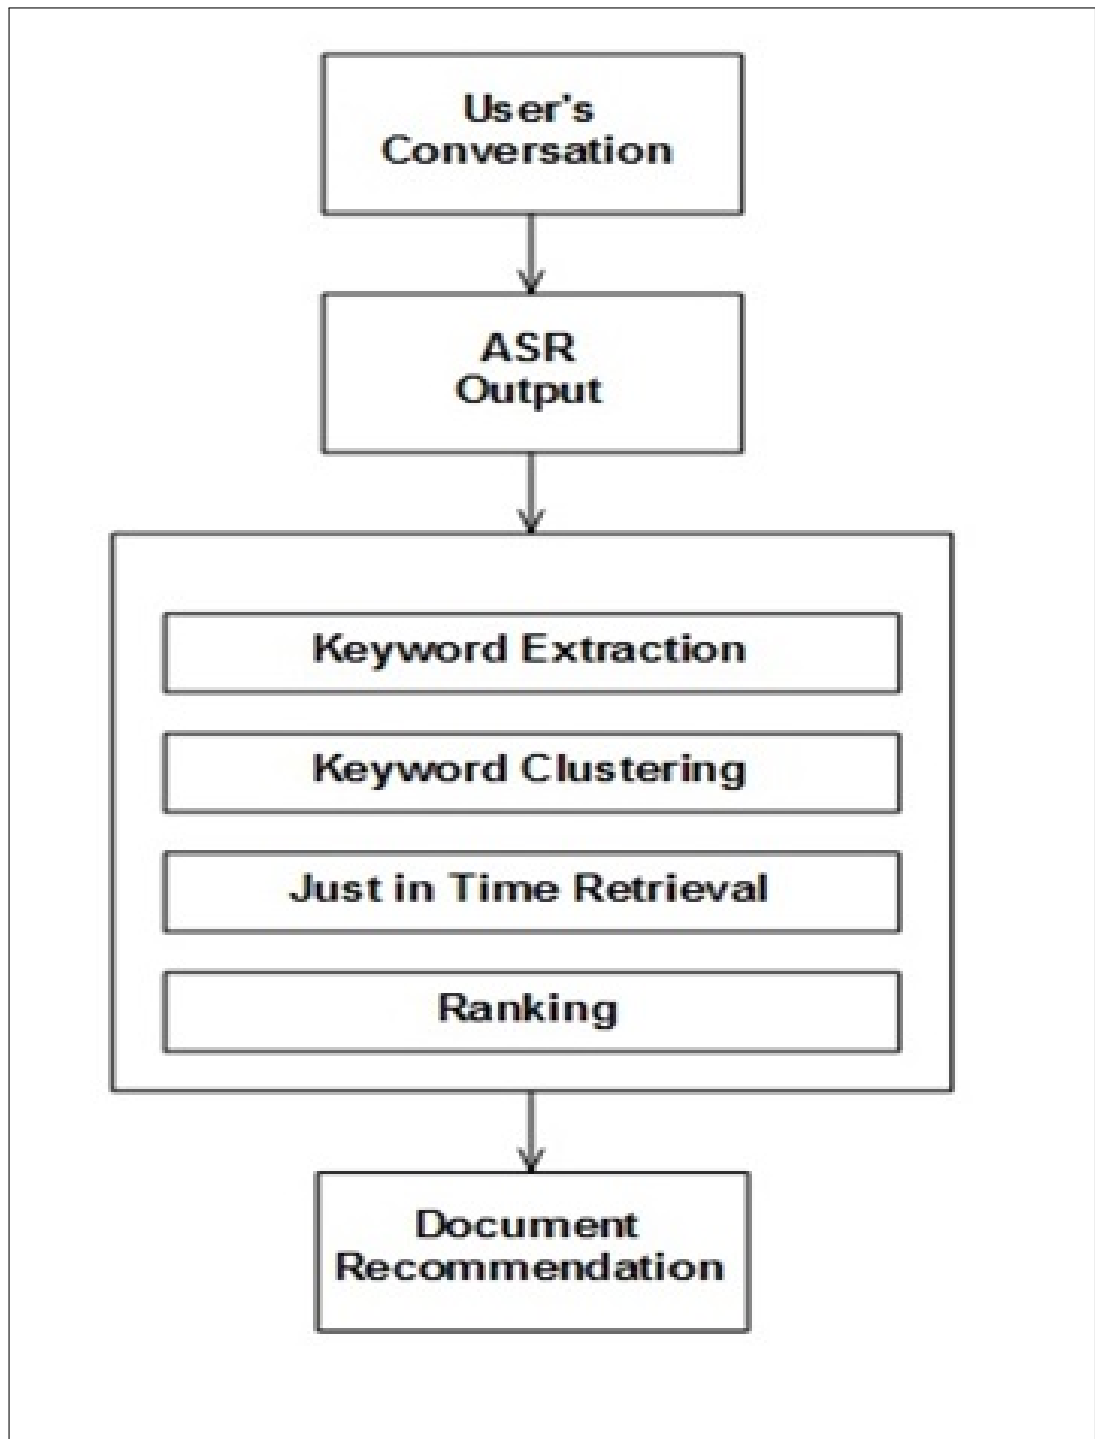 User's
Conversation
ASR
Output
Keyword Extraction
Keyword Clustering
Just in Time Retrieval
Ranking
Document
Recommendation